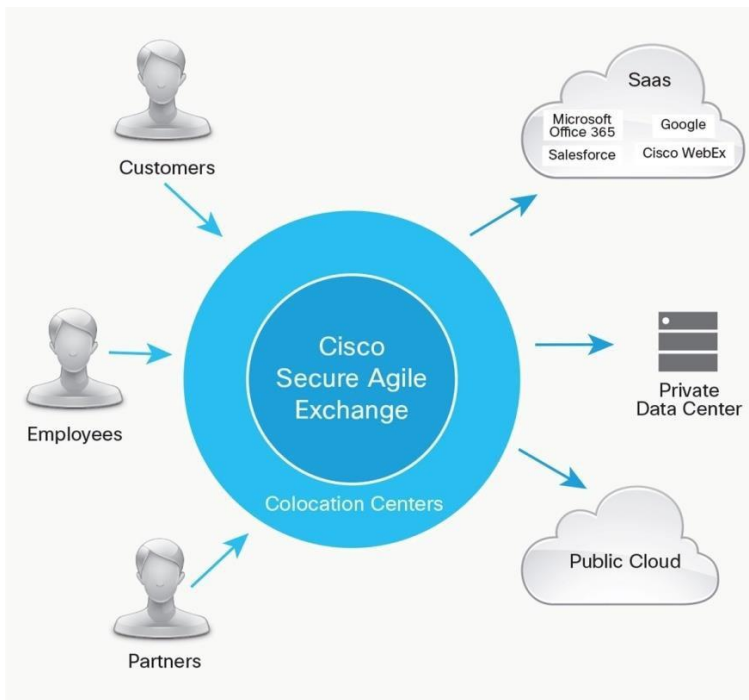 Customers
Saas
Microsoft
Office 365
Google
Salesforce
Cisco WebEx
Employees
Cisco
Secure Agile
Exchange
Colocation Centers
Private
Data Center
Partners
Public Cloud